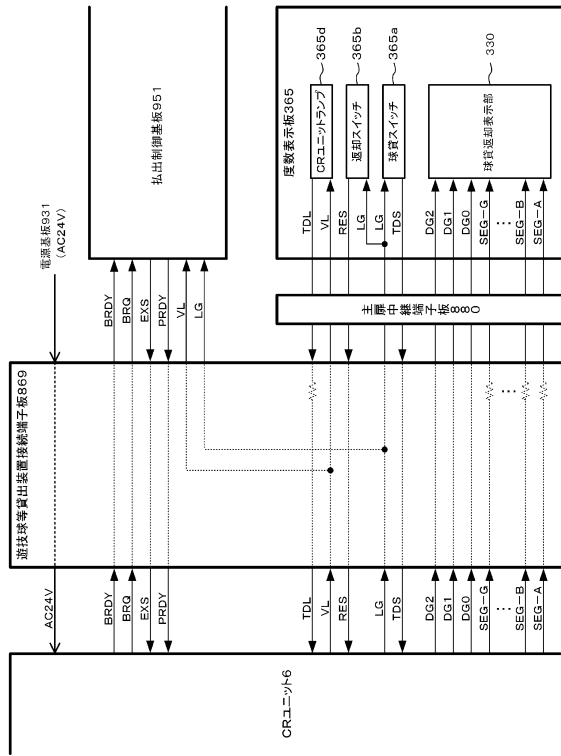 電源基板931
(AC24V)
払出制御基板951
度数表示板365
CRユニットランプ
返却スイッチ
球貸スイッチ
球貸返却表示部
365d
365b
365a
330
BRDY
BRQ
EXS
PRDY
VL
LG
TDL
VL
RES
LG
LG
TDS
DG2
DG1
DG0
SEG-G
SEG-B
SEG-A
主扉中継端子板880
遊技球等貸出装置接続端子板869
AC24V
BRDY
BRQ
EXS
PRDY
TDL
VL
RES
LG
TDS
DG2
DG1
DG0
SEG-G
SEG-B
SEG-A
CRユニット6